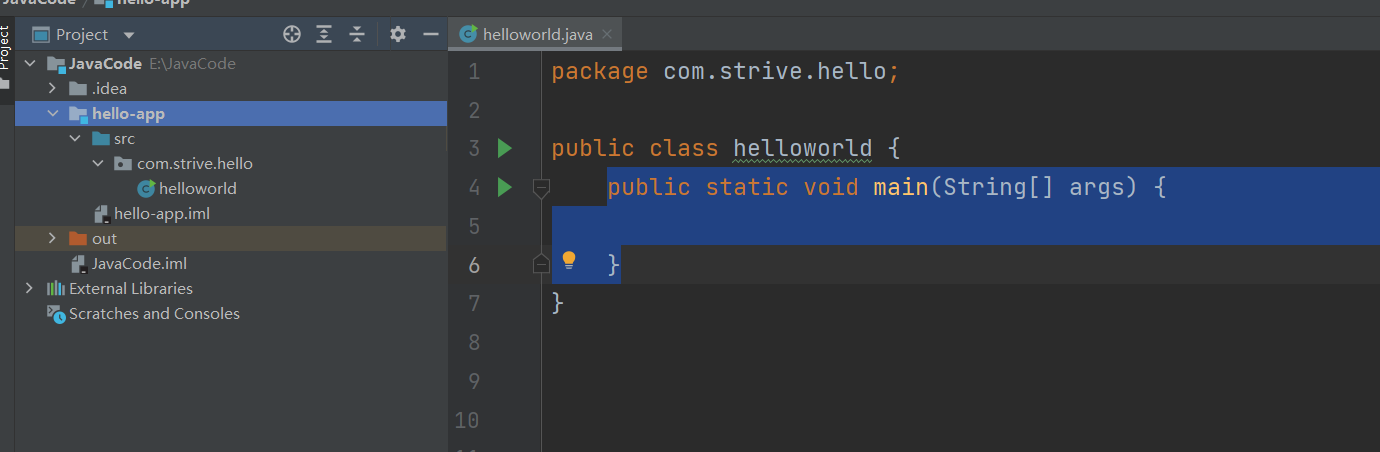 JavaCode / hello-app
Project
Project
JavaCode E:\JavaCode
.idea
hello-app
src
com.strive.hello
helloworld
hello-app.iml
out
JavaCode.iml
External Libraries
Scratches and Consoles
helloworld.java
1 package com.strive.hello;
2
3 public class helloworld {
4 public static void main(String[] args) {
5
6 }
7 }
8
9
10